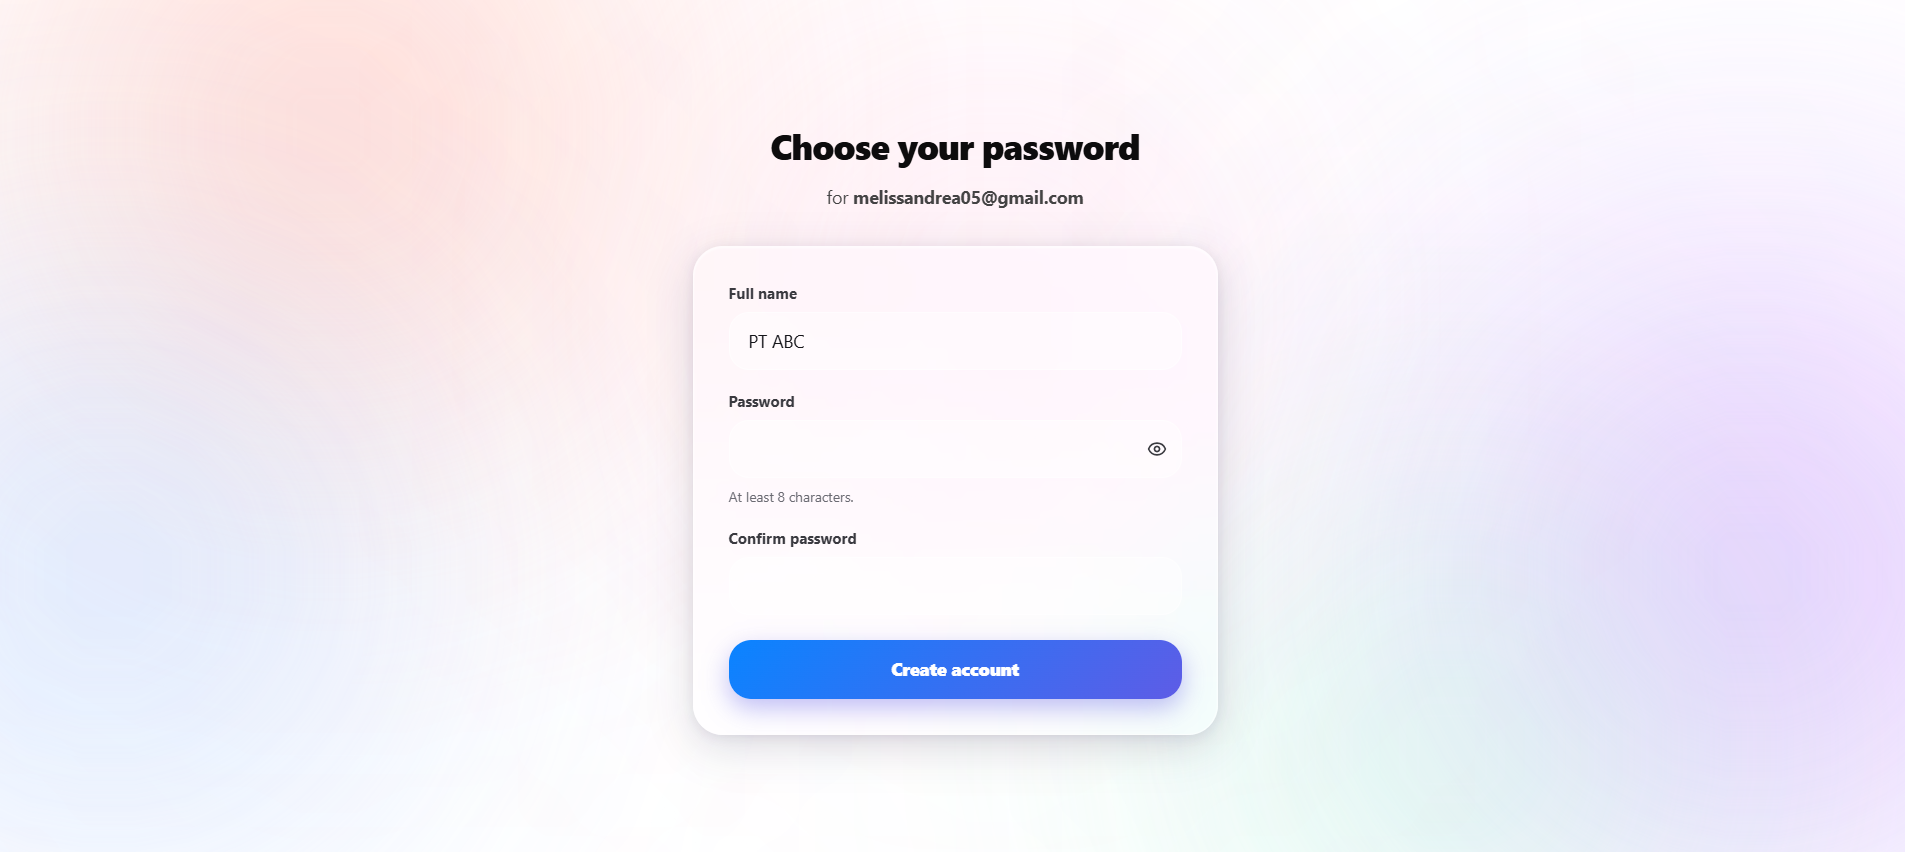 Choose your password
for melissandrea05@gmail.com
Full name
PT ABC
Password
At least 8 characters.
Confirm password
Create account